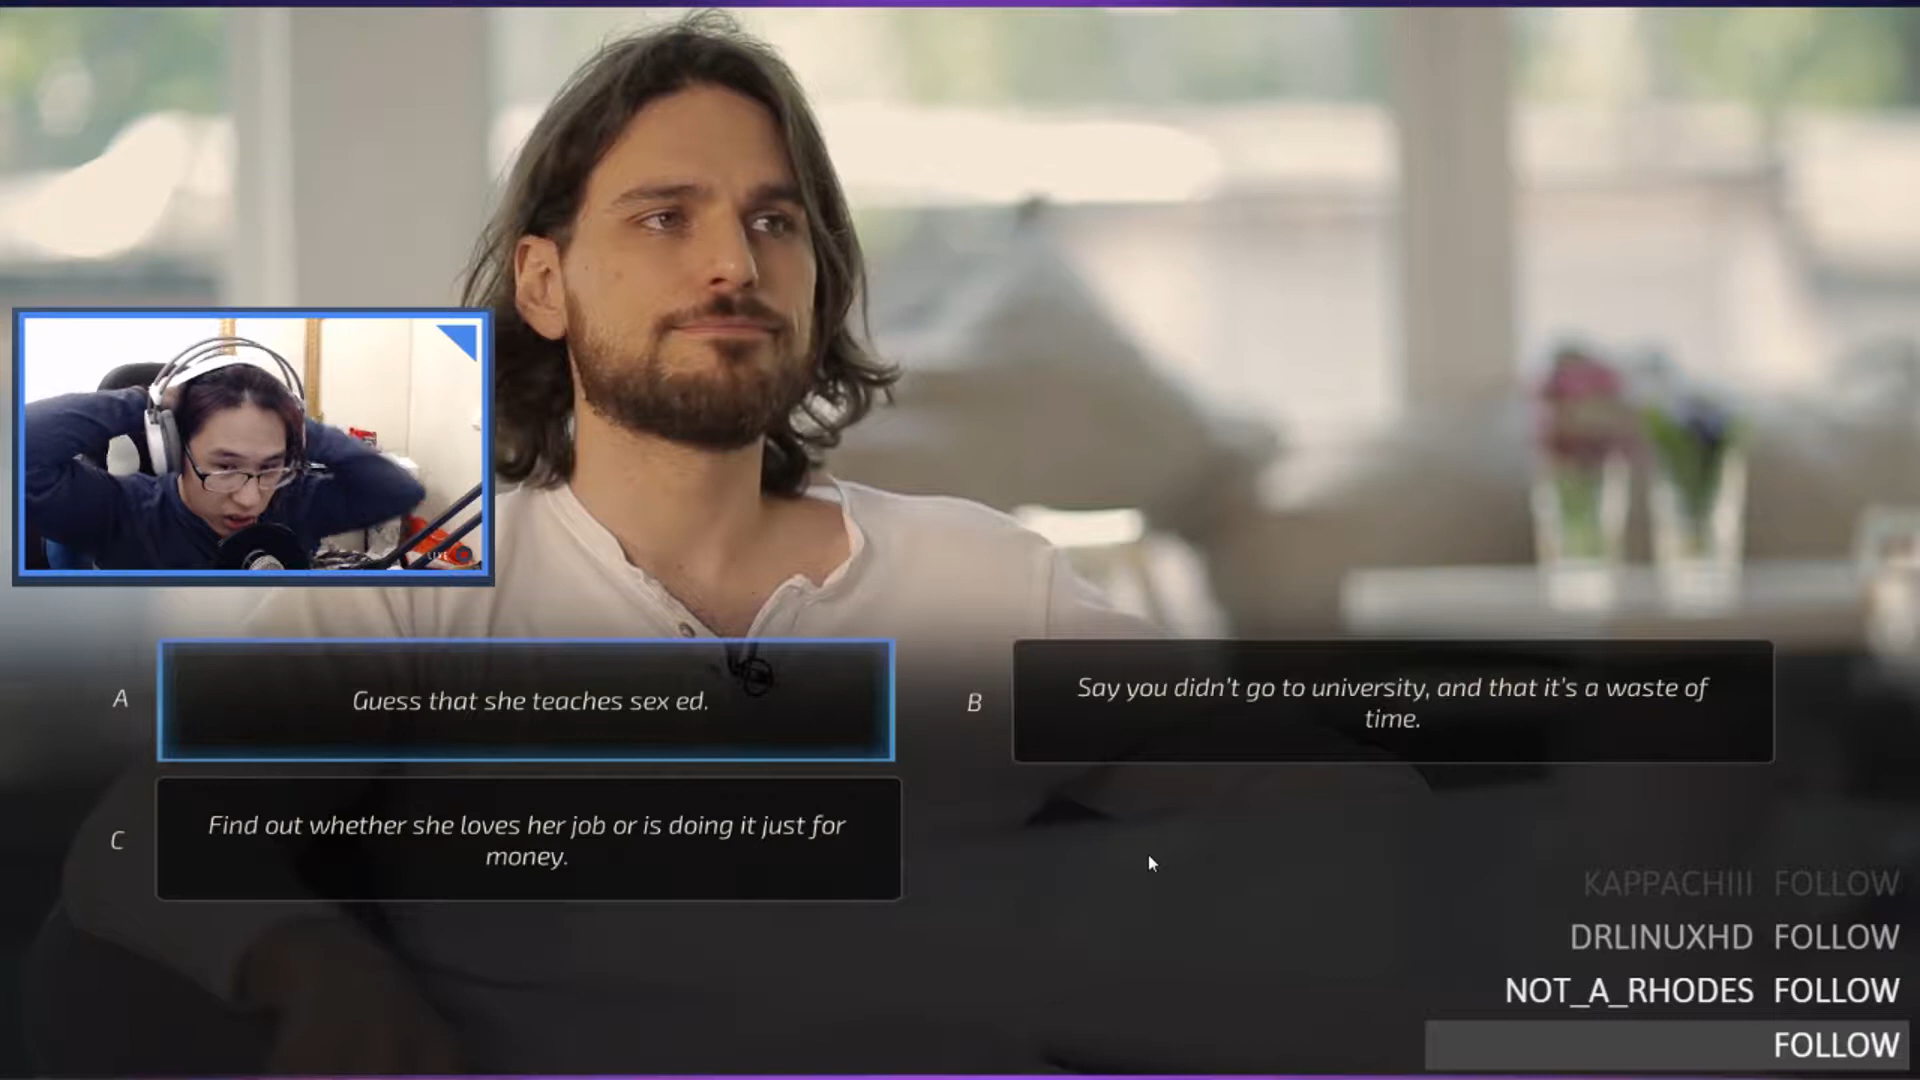 LIVE
A
Guess that she teaches sex ed.
B
Say you didn't go to university, and that it's a waste of
time.
C
Find out whether she loves her job or is doing it just for
money.
KAPPACHIII FOLLOW
DRLINUXHD FOLLOW
NOT_A_RHODES FOLLOW
FOLLOW